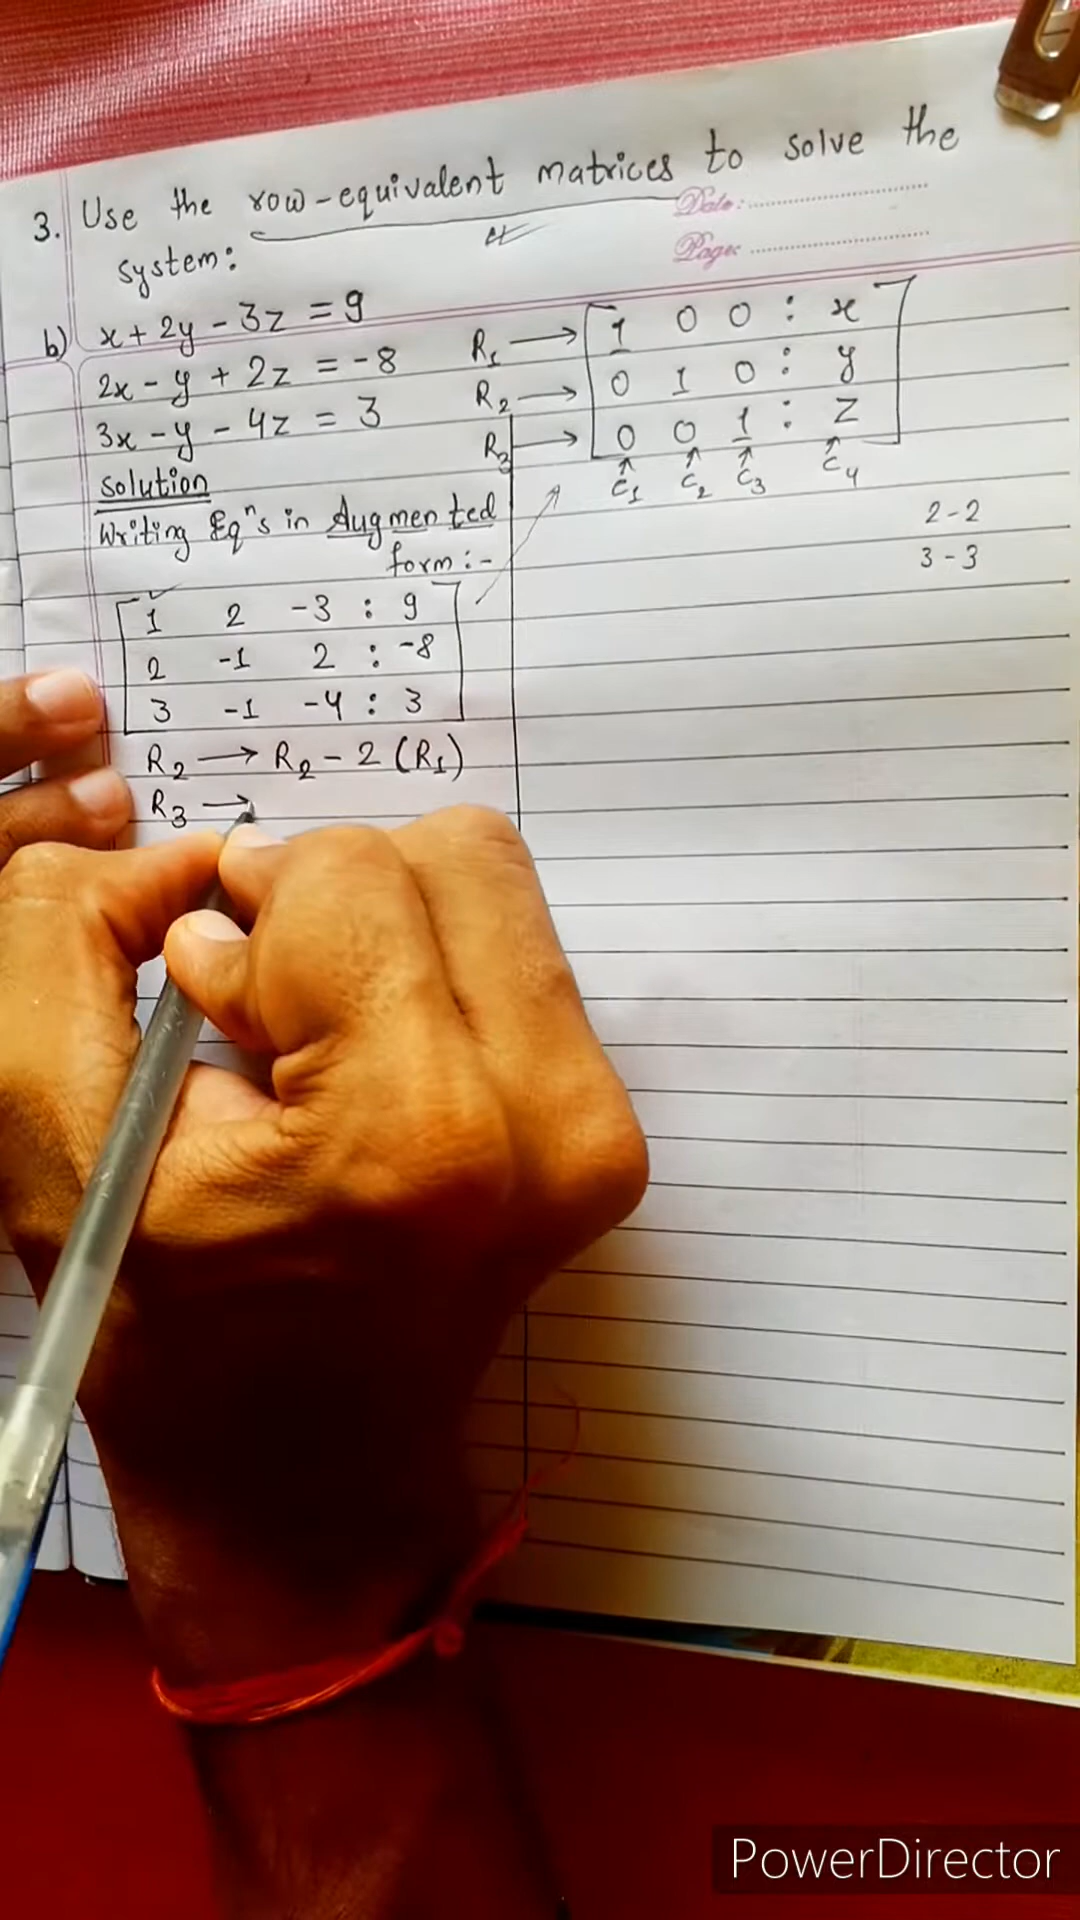 3. Use the row-equivalent matrices to solve the
system:
Date:
Page:
b) x + 2y - 3z = 9
2x - y + 2z = -8
3x - y - 4z = 3
R1 → [ 1 0 0 : x ]
R2 → [ 0 1 0 : y ]
R3 → [ 0 0 1 : z ]
C1 C2 C3 C4
Solution
Writing Eqⁿs in Augmented
form :-
2 - 2
3 - 3
1 2 -3 : 9
2 -1 2 : -8
3 -1 -4 : 3
R2 → R2 - 2 (R1)
R3 →
PowerDirector